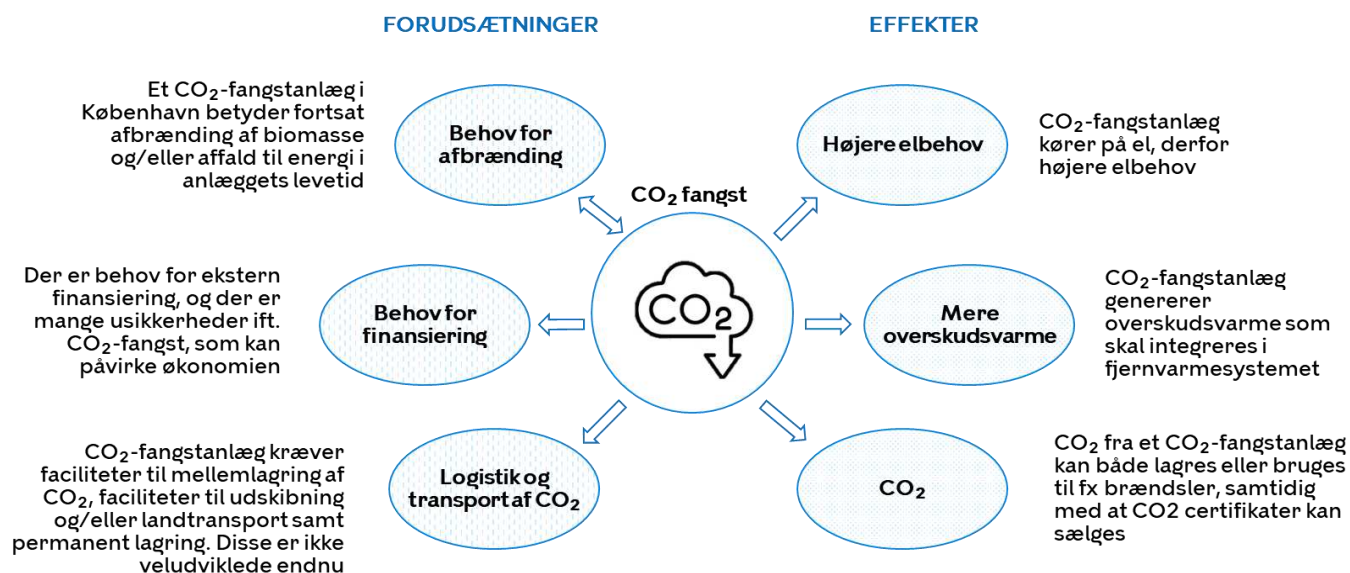 FORUDSÆTNINGER
Et CO₂-fangstanlæg i
København betyder fortsat
afbrænding af biomasse
og/eller affald til energi i
anlæggets levetid
Behov for
afbrænding
Der er behov for ekstern
finansiering, og der er
mange usikkerheder ift.
CO₂-fangst, som kan
påvirke økonomien
Behov for
finansiering
CO₂-fangstanlæg kræver
faciliteter til mellemlagring af
CO₂, faciliteter til udskibning
og/eller landtransport samt
permanent lagring. Disse er ikke
veludviklede endnu
Logistik og
transport af CO₂
CO₂ fangst
CO₂
EFFEKTER
Højere elbehov
CO₂-fangstanlæg
kører på el, derfor
højere elbehov
Mere
overskudsvarme
CO₂-fangstanlæg
genererer
overskudsvarme som
skal integreres i
fjernvarmesystemet
CO₂
CO₂ fra et CO₂-fangstanlæg
kan både lagres eller bruges
til fx brændsler, samtidig
med at CO2 certifikater kan
sælges